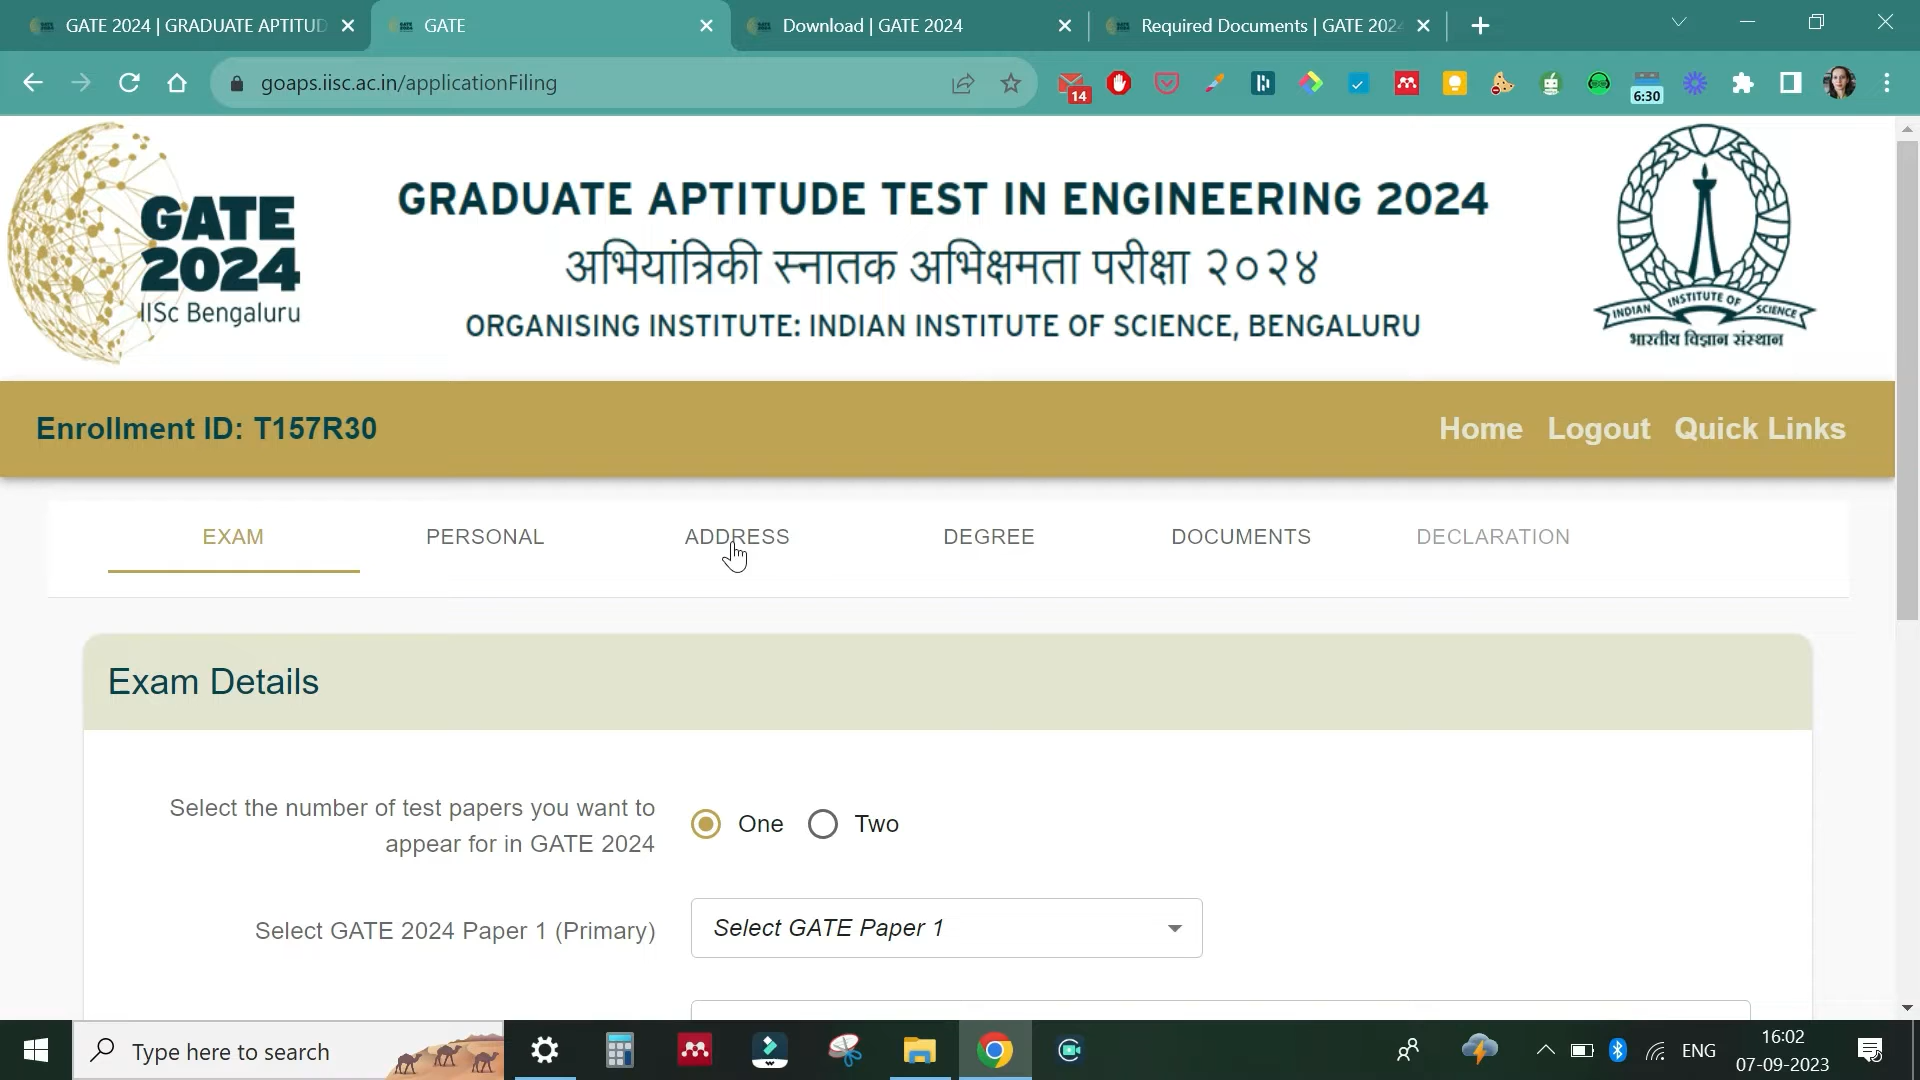 GATE 2024 | GRADUATE APTITUD
GATE
Download | GATE 2024
Required Documents | GATE 202
goaps.iisc.ac.in/applicationFiling
14
6:30
GATE
2024
IISc Bengaluru
GRADUATE APTITUDE TEST IN ENGINEERING 2024
अभियांत्रिकी स्नातक अभिक्षमता परीक्षा २०२४
ORGANISING INSTITUTE: INDIAN INSTITUTE OF SCIENCE, BENGALURU
INDIAN INSTITUTE OF SCIENCE
भारतीय विज्ञान संस्थान
Enrollment ID: T157R30
Home Logout Quick Links
EXAM PERSONAL ADDRESS DEGREE DOCUMENTS DECLARATION
Exam Details
Select the number of test papers you want to
appear for in GATE 2024
One Two
Select GATE 2024 Paper 1 (Primary)
Select GATE Paper 1
Type here to search
ENG
16:02
07-09-2023